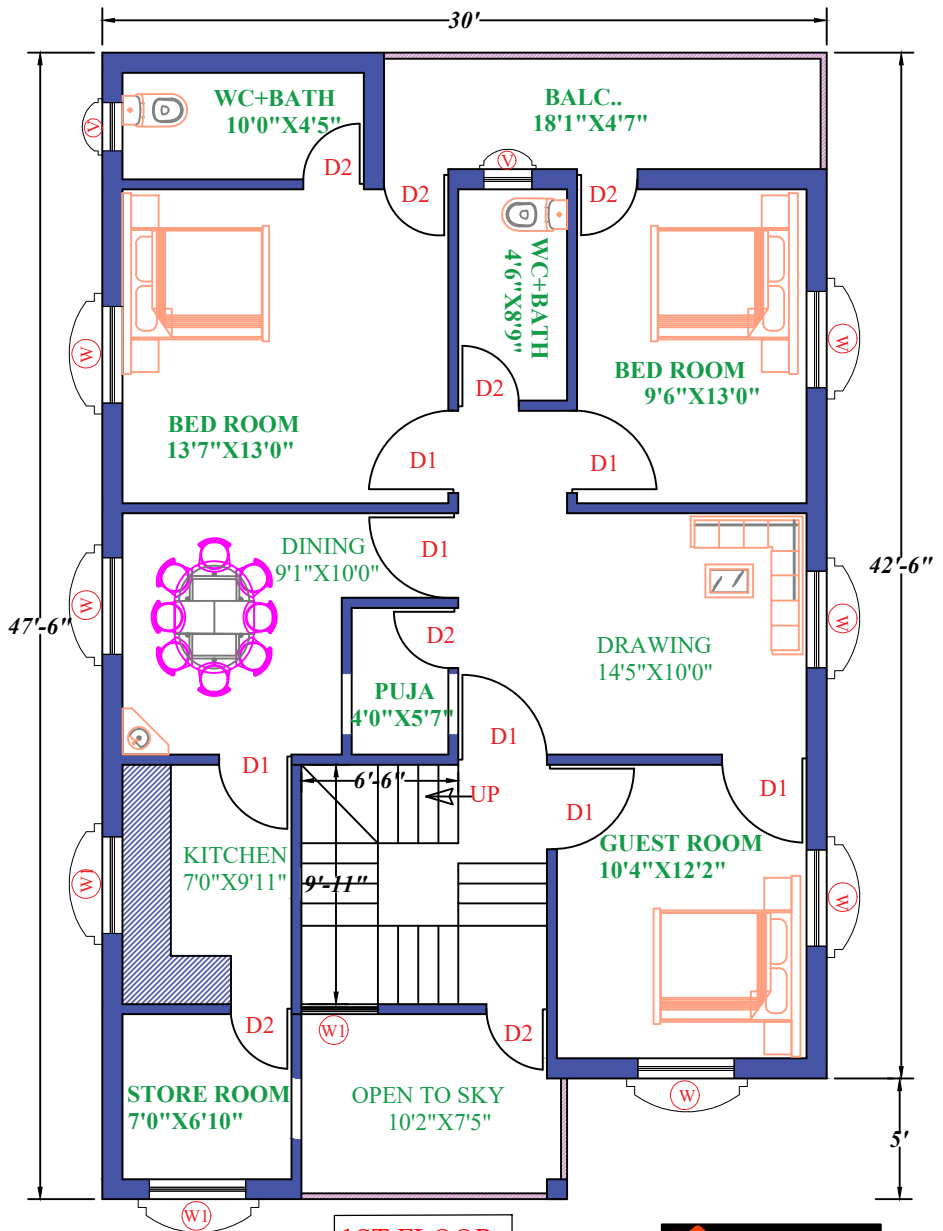 30'
WC+BATH
10'0"X4'5"
BALC..
18'1"X4'7"
V
V
D2
D2
D2
WC+BATH
4'6"X8'9"
W
W
BED ROOM
9'6"X13'0"
D2
BED ROOM
13'7"X13'0"
D1
D1
DINING
9'1"X10'0"
D1
42'-6"
W
W
47'-6"
D2
DRAWING
14'5"X10'0"
PUJA
4'0"X5'7"
D1
D1
6'-6"
UP
D1
D1
KITCHEN
7'0"X9'11"
9'-11"
GUEST ROOM
10'4"X12'2"
W1
W
D2
W1
D2
STORE ROOM
7'0"X6'10"
OPEN TO SKY
10'2"X7'5"
W
5'
W1
1ST FLOOR